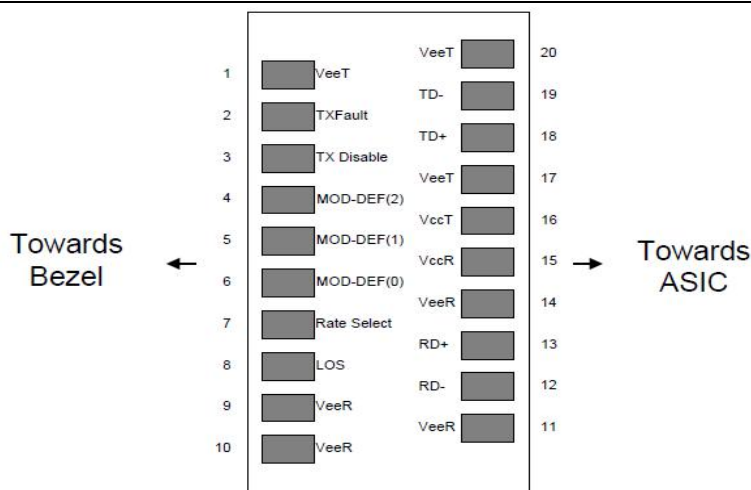 VeeT 20
1 VeeT
TD- 19
2 TXFault
TD+ 18
3 TX Disable
VeeT 17
4 MOD-DEF(2)
VccT 16
Towards Bezel
5 MOD-DEF(1)
VccR 15
Towards ASIC
6 MOD-DEF(0)
VeeR 14
7 Rate Select
RD+ 13
8 LOS
RD- 12
9 VeeR
VeeR 11
10 VeeR